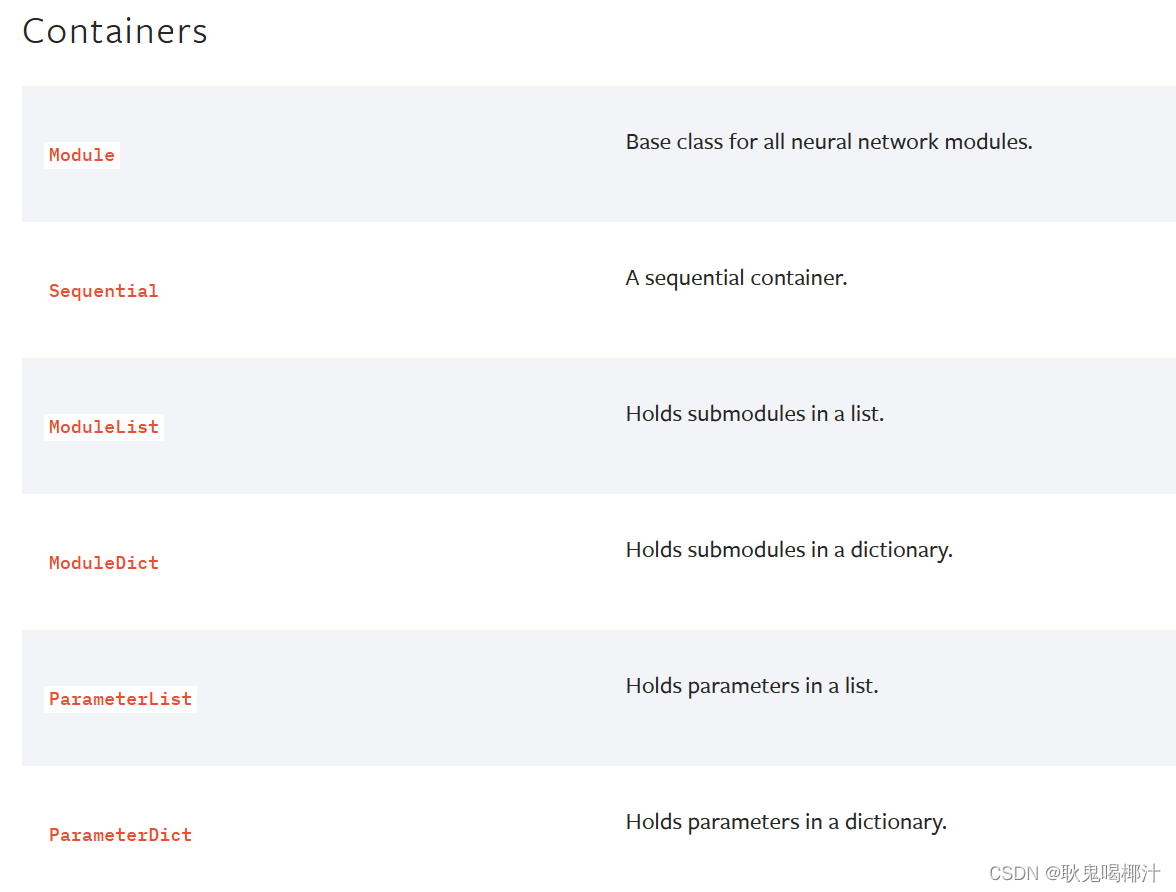 Containers
Module
Base class for all neural network modules.
Sequential
A sequential container.
ModuleList
Holds submodules in a list.
ModuleDict
Holds submodules in a dictionary.
ParameterList
Holds parameters in a list.
ParameterDict
Holds parameters in a dictionary.
CSDN @耿鬼喝椰汁